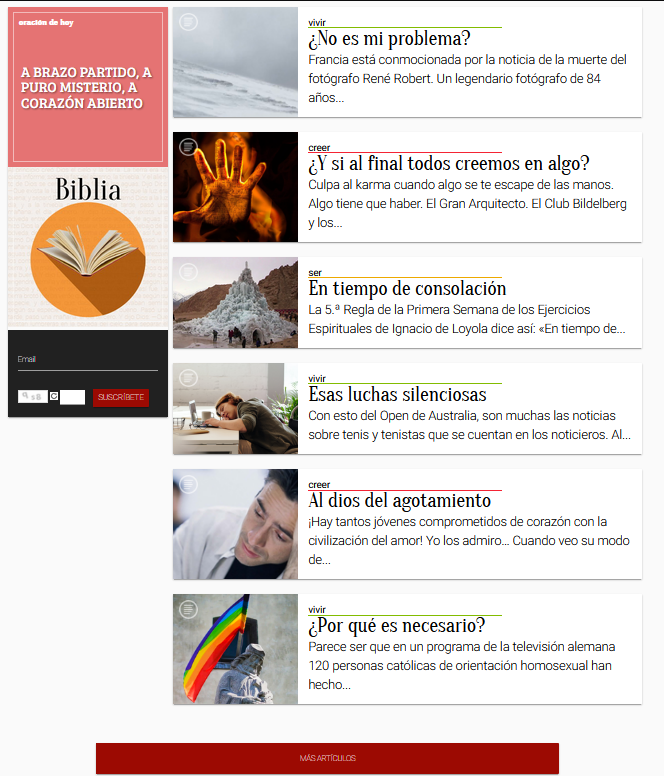 oración de hoy
A BRAZO PARTIDO, A
PURO MISTERIO, A
CORAZÓN ABIERTO
Biblia
Email
SUSCRÍBETE
vivir
¿No es mi problema?
Francia está conmocionada por la noticia de la muerte del
fotógrafo René Robert. Un legendario fotógrafo de 84
años...
creer
¿Y si al final todos creemos en algo?
Culpa al karma cuando algo se te escape de las manos.
Algo tiene que haber. El Gran Arquitecto. El Club Bildelberg
y los...
ser
En tiempo de consolación
La 5.ª Regla de la Primera Semana de los Ejercicios
Espirituales de Ignacio de Loyola dice así: «En tiempo de...
vivir
Esas luchas silenciosas
Con esto del Open de Australia, son muchas las noticias
sobre tenis y tenistas que se cuentan en los noticieros. Al...
creer
Al dios del agotamiento
¡Hay tantos jóvenes comprometidos de corazón con la
civilización del amor! Yo los admiro... Cuando veo su modo
de...
vivir
¿Por qué es necesario?
Parece ser que en un programa de la televisión alemana
120 personas católicas de orientación homosexual han
hecho...
MÁS ARTÍCULOS